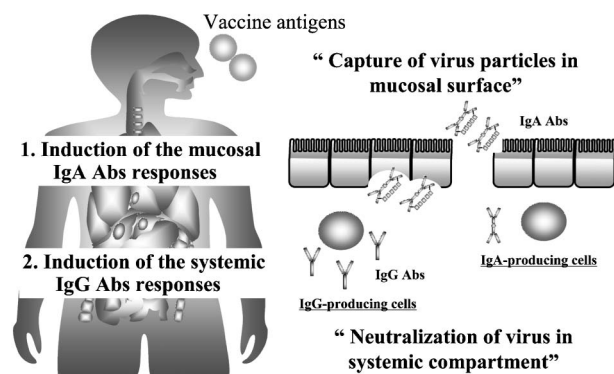 Vaccine antigens
1. Induction of the mucosal
IgA Abs responses
2. Induction of the systemic
IgG Abs responses
“ Capture of virus particles in
mucosal surface”
IgA Abs
IgG Abs
IgG-producing cells
IgA-producing cells
“ Neutralization of virus in
systemic compartment”